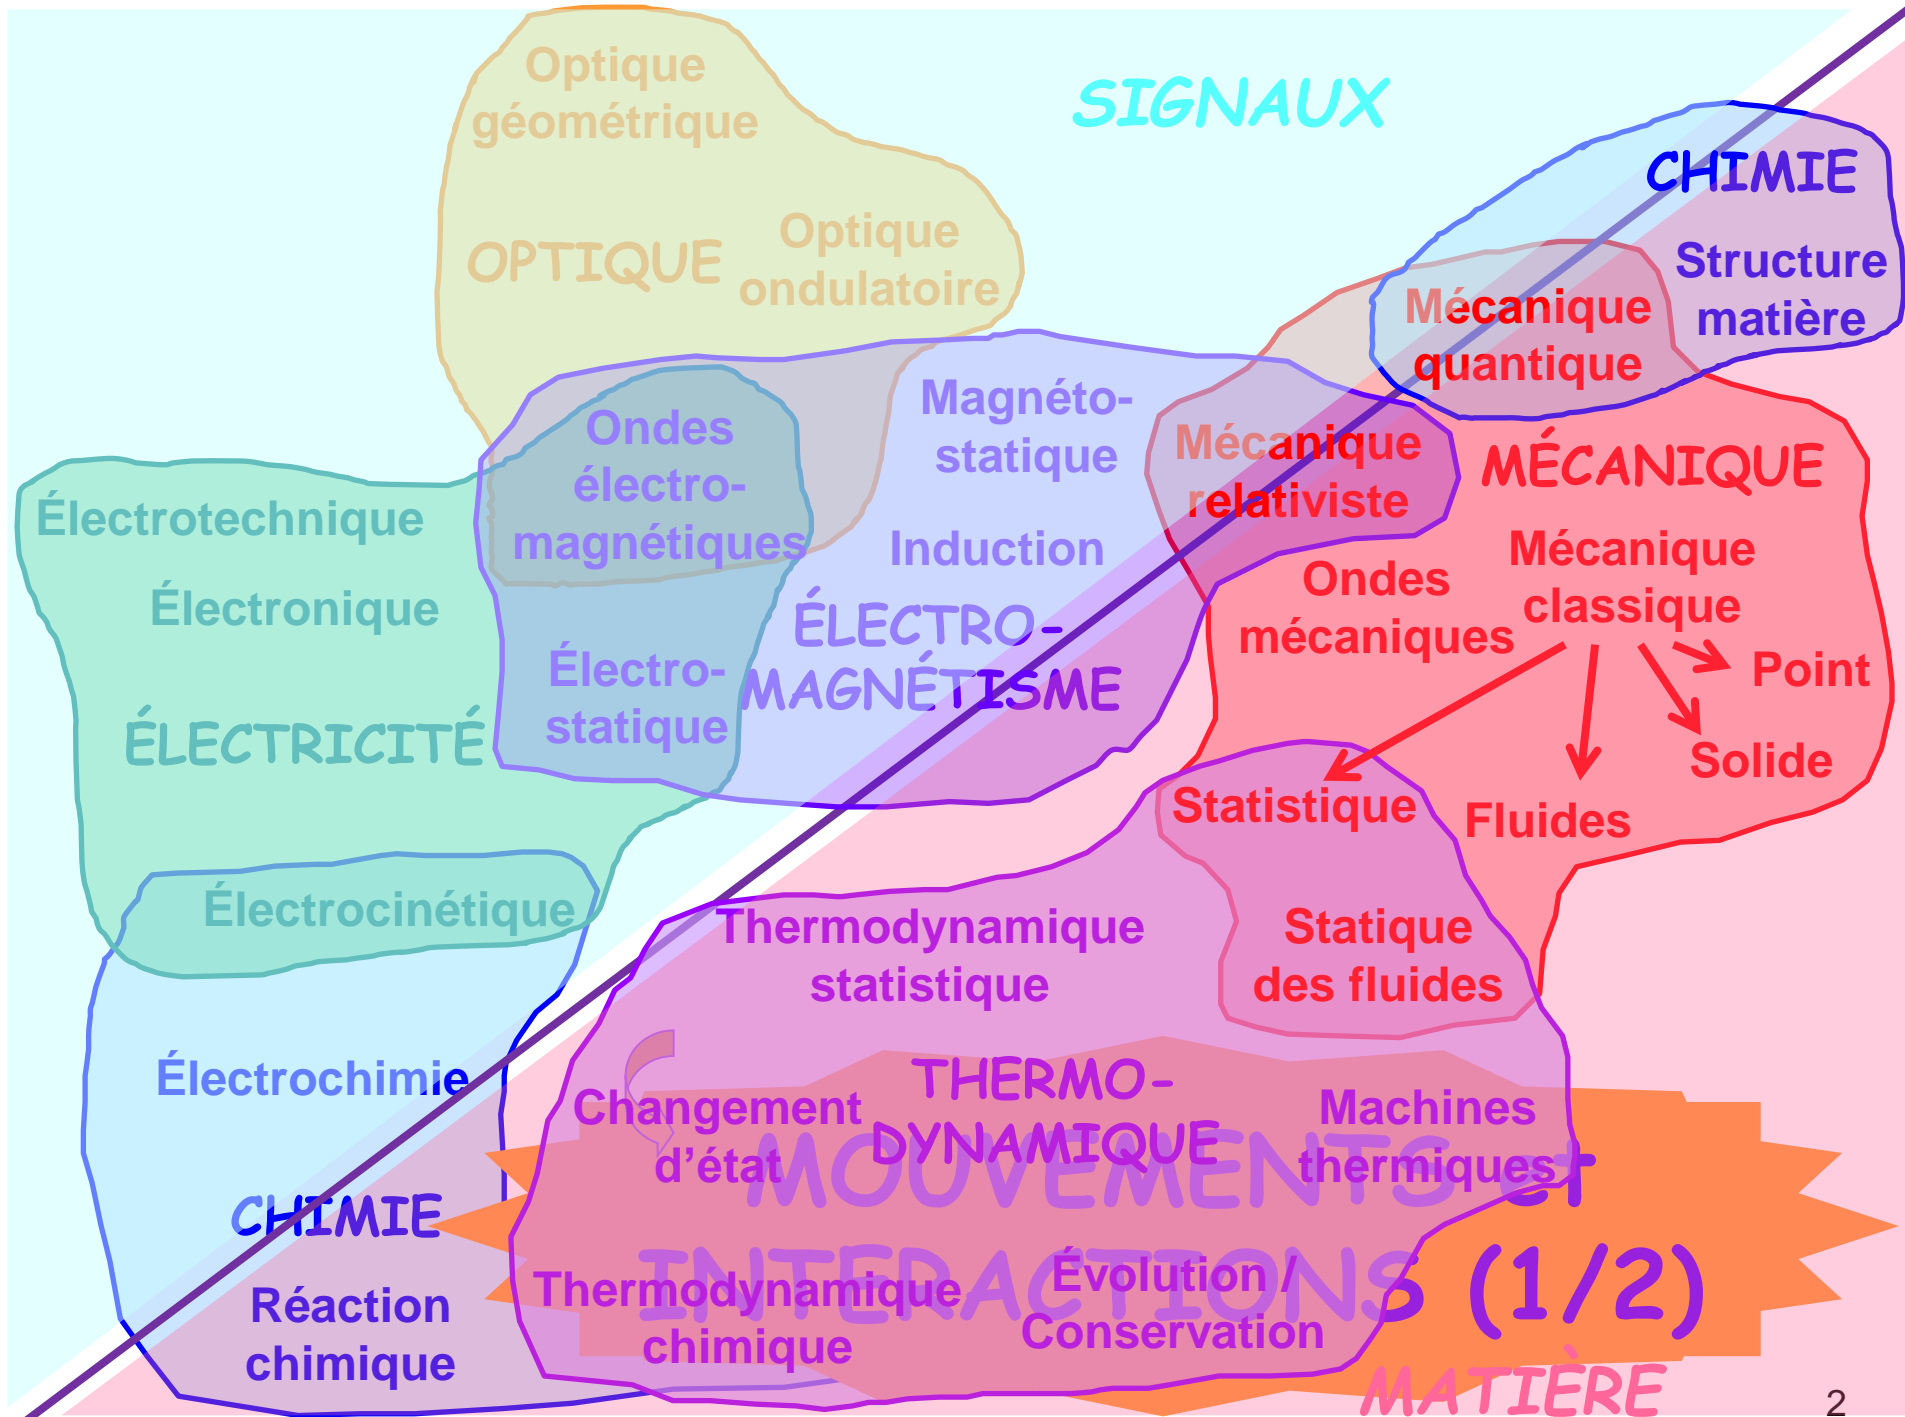 Optique
géométrique
SIGNAUX
CHIMIE
OPTIQUE
Optique
ondulatoire
Structure
matière
Mécanique
quantique
Magnéto-
statique
Ondes
électro-
magnétiques
Mécanique
relativiste
MÉCANIQUE
Électrotechnique
Induction
Mécanique
classique
Ondes
mécaniques
Électronique
ÉLECTRO-
MAGNÉTISME
Électro-
statique
Point
ÉLECTRICITÉ
Solide
Statistique
Fluides
Électrocinétique
Thermodynamique
statistique
Statique
des fluides
Électrochimie
THERMO-
DYNAMIQUE
Changement
d’état
Machines
thermiques
MOUVEMENTS et
INTERACTIONS (1/2)
CHIMIE
Réaction
chimique
Thermodynamique
chimique
Évolution /
Conservation
MATIÈRE
2